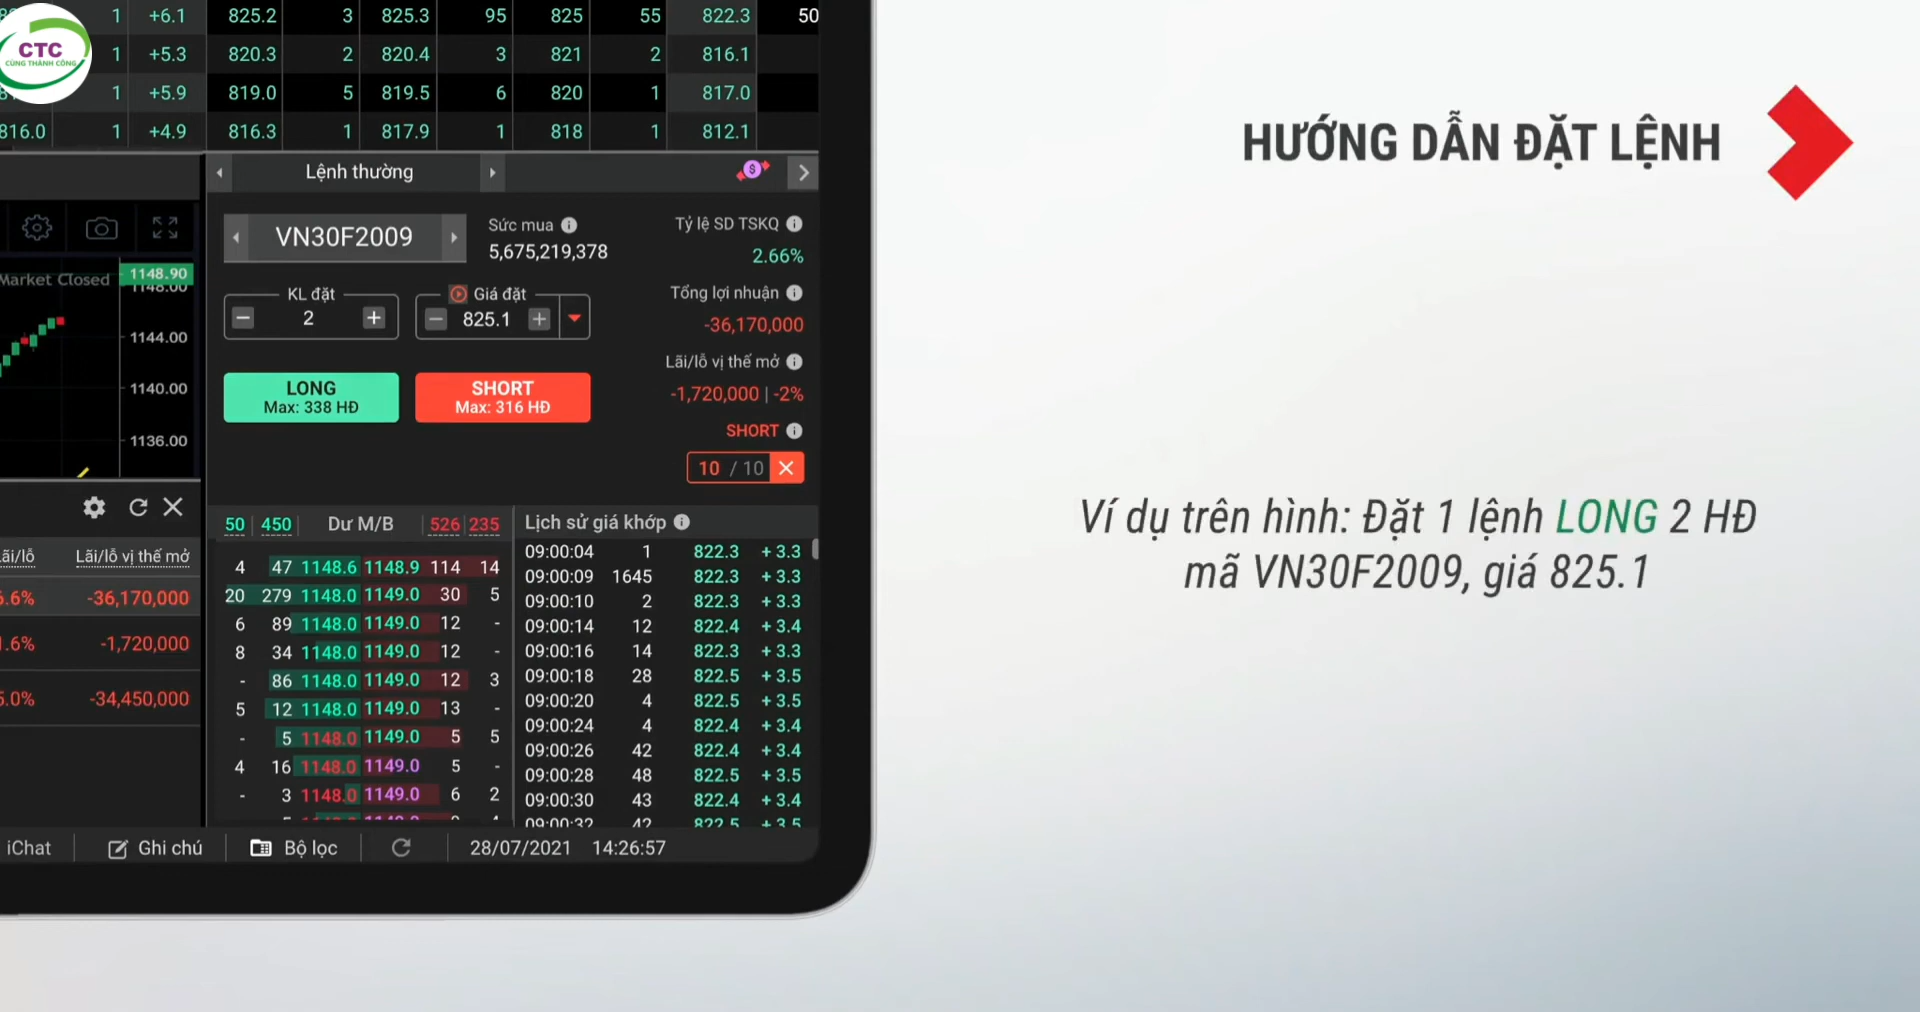 CTC
CÙNG THÀNH CÔNG
1 +6.1 825.2 3 825.3 95 825 55 822.3 50
1 +5.3 820.3 2 820.4 3 821 2 816.1
1 +5.9 819.0 5 819.5 6 820 1 817.0
816.0 1 +4.9 816.3 1 817.9 1 818 1 812.1
HƯỚNG DẪN ĐẶT LỆNH
Lệnh thường
VN30F2009
Sức mua
5,675,219,378
Tỷ lệ SD TSKQ
2.66%
Market Closed
1148.90
1148.00
1144.00
1140.00
1136.00
KL đặt
2
Giá đặt
825.1
Tổng lợi nhuận
-36,170,000
LONG
Max: 338 HĐ
SHORT
Max: 316 HĐ
Lãi/lỗ vị thế mở
-1,720,000 | -2%
SHORT
10 / 10
Ví dụ trên hình: Đặt 1 lệnh LONG 2 HĐ
mã VN30F2009, giá 825.1
Lãi/lỗ vị thế mở
-36,170,000
-1,720,000
-34,450,000
50 450 Dư M/B 526 235
4 47 1148.6 1148.9 114 14
20 279 1148.0 1149.0 30 5
6 89 1148.0 1149.0 12 -
8 34 1148.0 1149.0 12 -
- 86 1148.0 1149.0 12 3
5 12 1148.0 1149.0 13 -
- 5 1148.0 1149.0 5 5
4 16 1148.0 1149.0 5 -
- 3 1148.0 1149.0 6 2
Lịch sử giá khớp
09:00:04 1 822.3 +3.3
09:00:09 1645 822.3 +3.3
09:00:10 2 822.3 +3.3
09:00:14 12 822.4 +3.4
09:00:16 14 822.3 +3.3
09:00:18 28 822.5 +3.5
09:00:20 4 822.5 +3.5
09:00:24 4 822.4 +3.4
09:00:26 42 822.4 +3.4
09:00:28 48 822.5 +3.5
09:00:30 43 822.4 +3.4
09:00:32 42 822.5 +3.5
iChat
Ghi chú
Bộ lọc
28/07/2021 14:26:57